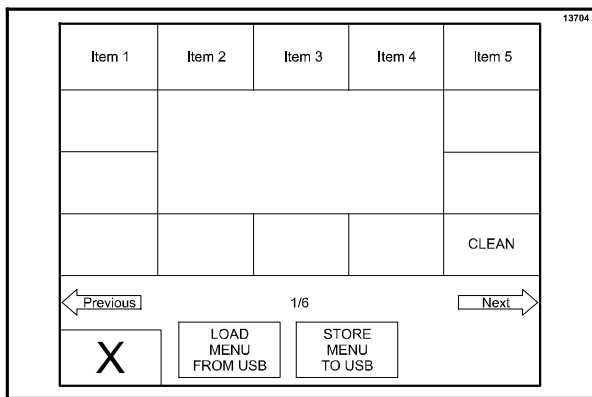 13704
Item 1 Item 2 Item 3 Item 4 Item 5
CLEAN
Previous 1/6 Next
X
LOAD
MENU
FROM USB
STORE
MENU
TO USB